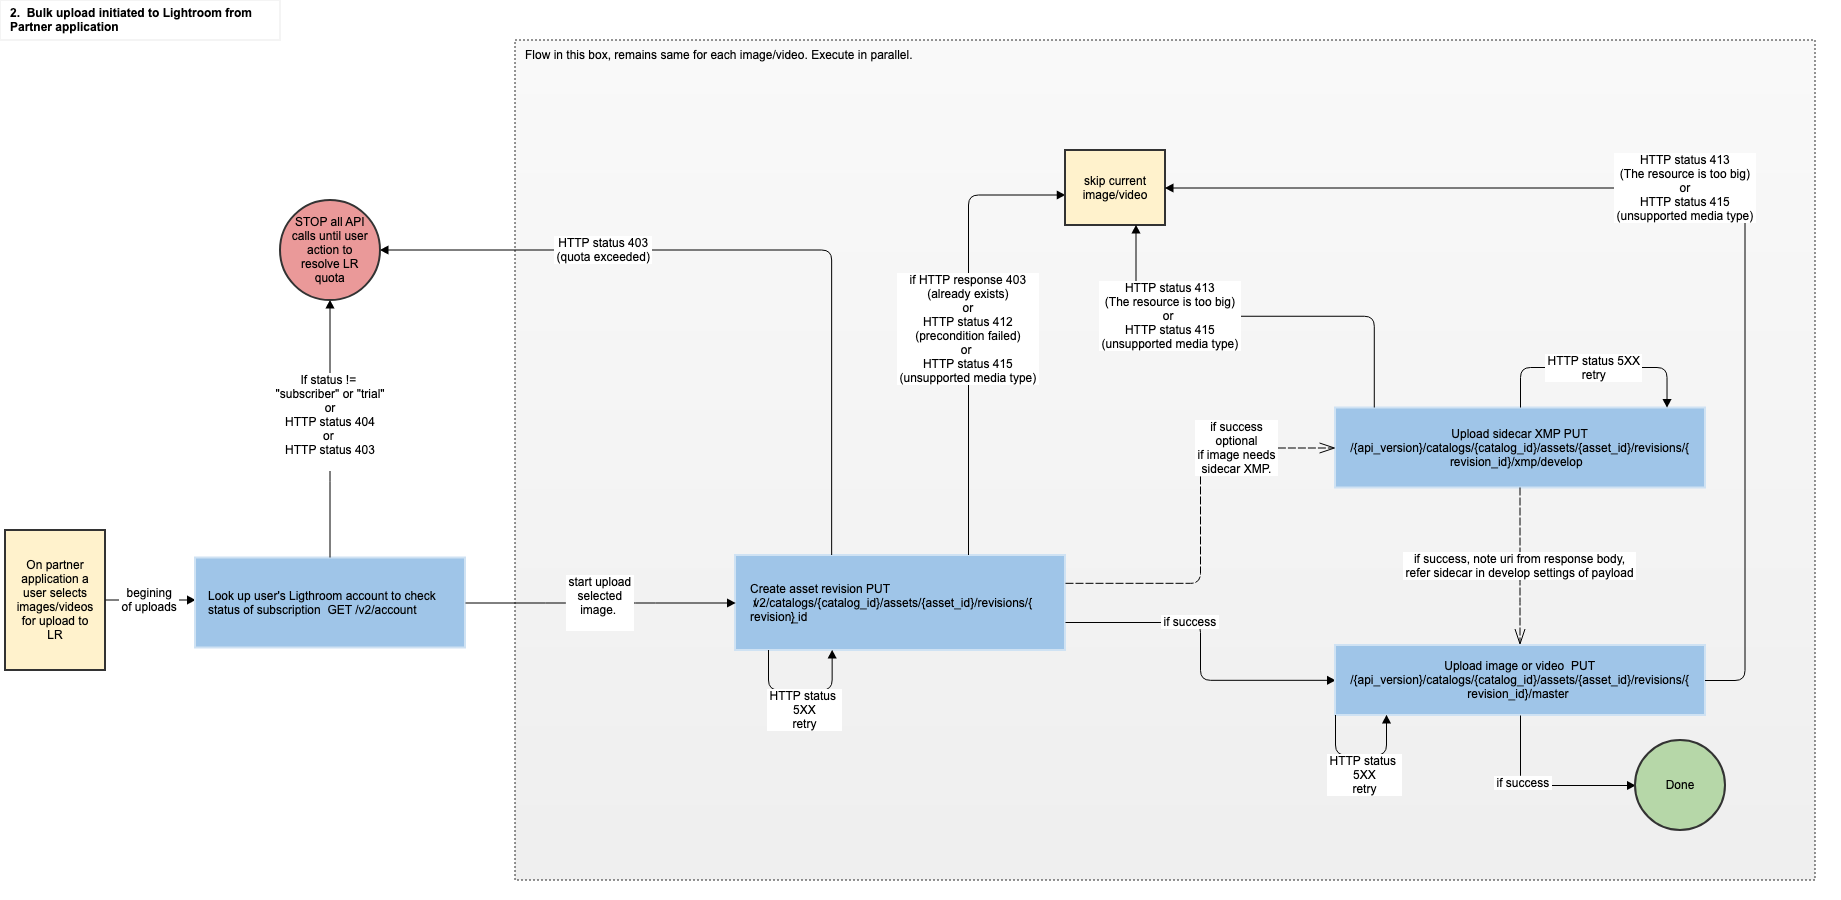 2.  Bulk upload initiated to Lightroom from
Partner application
Flow in this box, remains same for each image/video. Execute in parallel.
HTTP status 413
(The resource is too big)
or
HTTP status 415
(unsupported media type)
skip current
image/video
STOP all API
calls until user
action to
resolve LR
quota
HTTP status 403
(quota exceeded)
if HTTP response 403
(already exists)
or
HTTP status 412
(precondition failed)
or
HTTP status 415
(unsupported media type)
HTTP status 413
(The resource is too big)
or
HTTP status 415
(unsupported media type)
HTTP status 5XX
retry
If status !=
"subscriber" or "trial"
or
HTTP status 404
or
HTTP status 403
if success
optional
if image needs
sidecar XMP.
Upload sidecar XMP PUT
/{api_version}/catalogs/{catalog_id}/assets/{asset_id}/revisions/{
revision_id}/xmp/develop
On partner
application a
user selects
images/videos
for upload to
LR
begining
of uploads
Look up user's Ligthroom account to check
status of subscription  GET /v2/account
start upload
selected
image.
Create asset revision PUT
/v2/catalogs/{catalog_id}/assets/{asset_id}/revisions/{
revision}_id
if success, note uri from response body,
refer sidecar in develop settings of payload
if success
Upload image or video  PUT
/{api_version}/catalogs/{catalog_id}/assets/{asset_id}/revisions/{
revision_id}/master
HTTP status
5XX
retry
HTTP status
5XX
retry
if success
Done